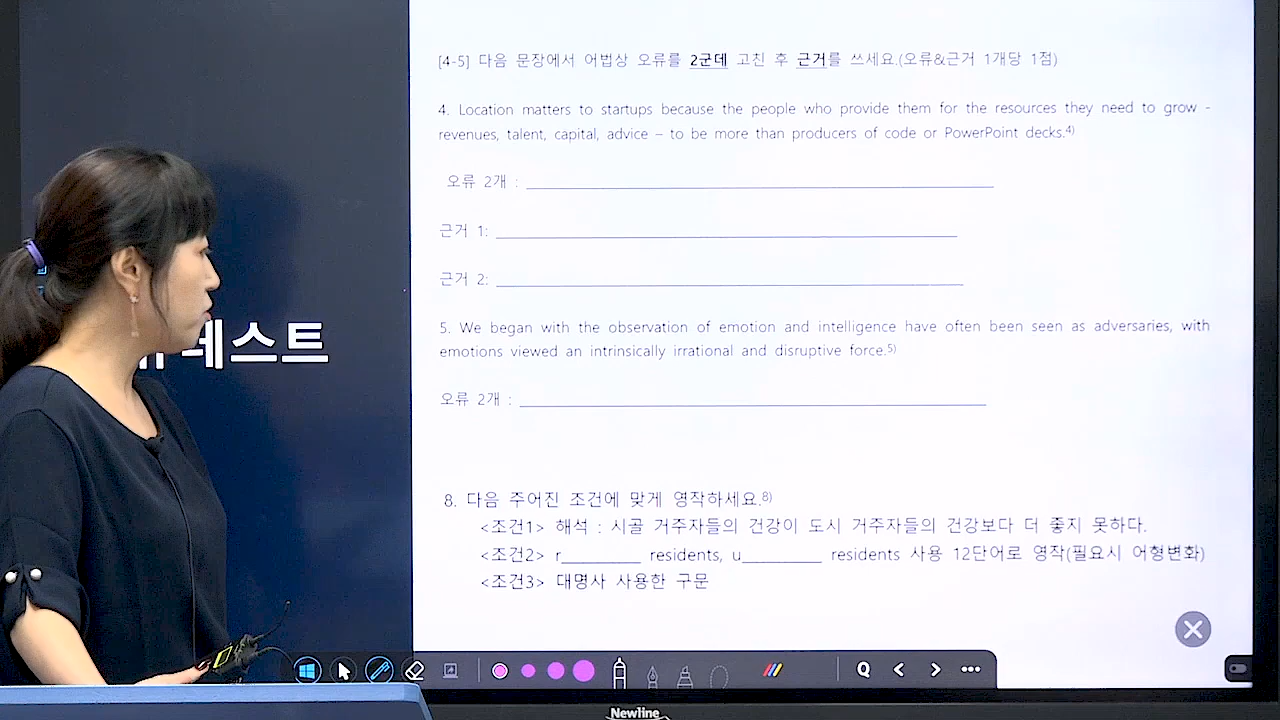 [4-5] 다음 문장에서 어법상 오류를 2군데 고친 후 근거를 쓰세요.(오류&근거 1개당 1점)
4. Location matters to startups because the people who provide them for the resources they need to grow -
revenues, talent, capital, advice – to be more than producers of code or PowerPoint decks.4)
오류 2개 :
근거 1:
근거 2:
테스트
5. We began with the observation of emotion and intelligence have often been seen as adversaries, with
emotions viewed an intrinsically irrational and disruptive force.5)
오류 2개 :
8. 다음 주어진 조건에 맞게 영작하세요.8)
<조건1> 해석 : 시골 거주자들의 건강이 도시 거주자들의 건강보다 더 좋지 못하다.
<조건2> r_________ residents, u_________ residents 사용 12단어로 영작(필요시 어형변화)
<조건3> 대명사 사용한 구문
Newline